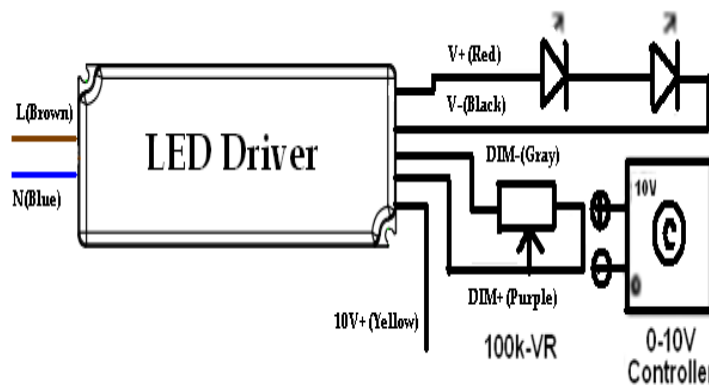 V+(Red)
V-(Black)
L(Brown)
LED Driver
N(Blue)
DIM-(Gray)
10V
C
0
DIM+(Purple)
10V+(Yellow)
100k-VR
0-10V
Controller